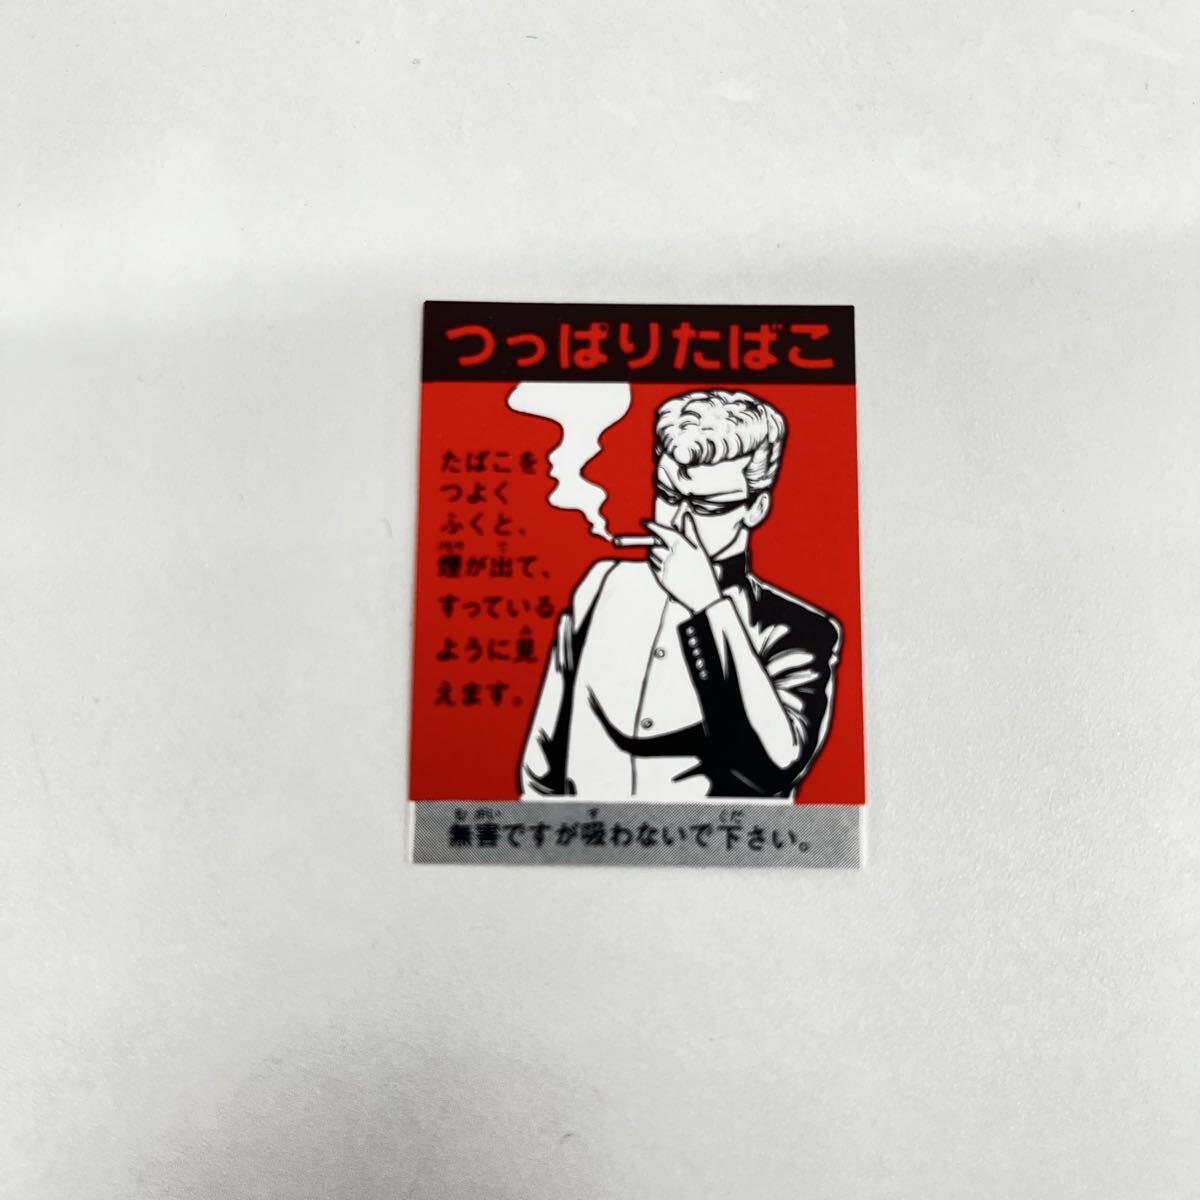 つっぱりたばこ
たばこを
つよく
ふくと、
煙が出て、
すっている
ように見
えます。
無害ですが吸わないで下さい。